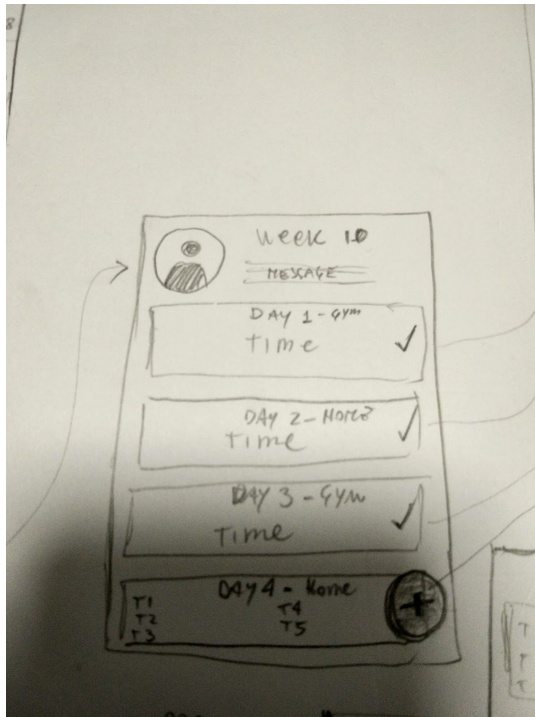 8
Week 10
MESSAGE
DAY 1 - Gym
Time
DAY 2 - Home
Time
DAY 3 - GYM
Time
DAY 4 - Home
T1 T4
T2 T5
T3
T
T